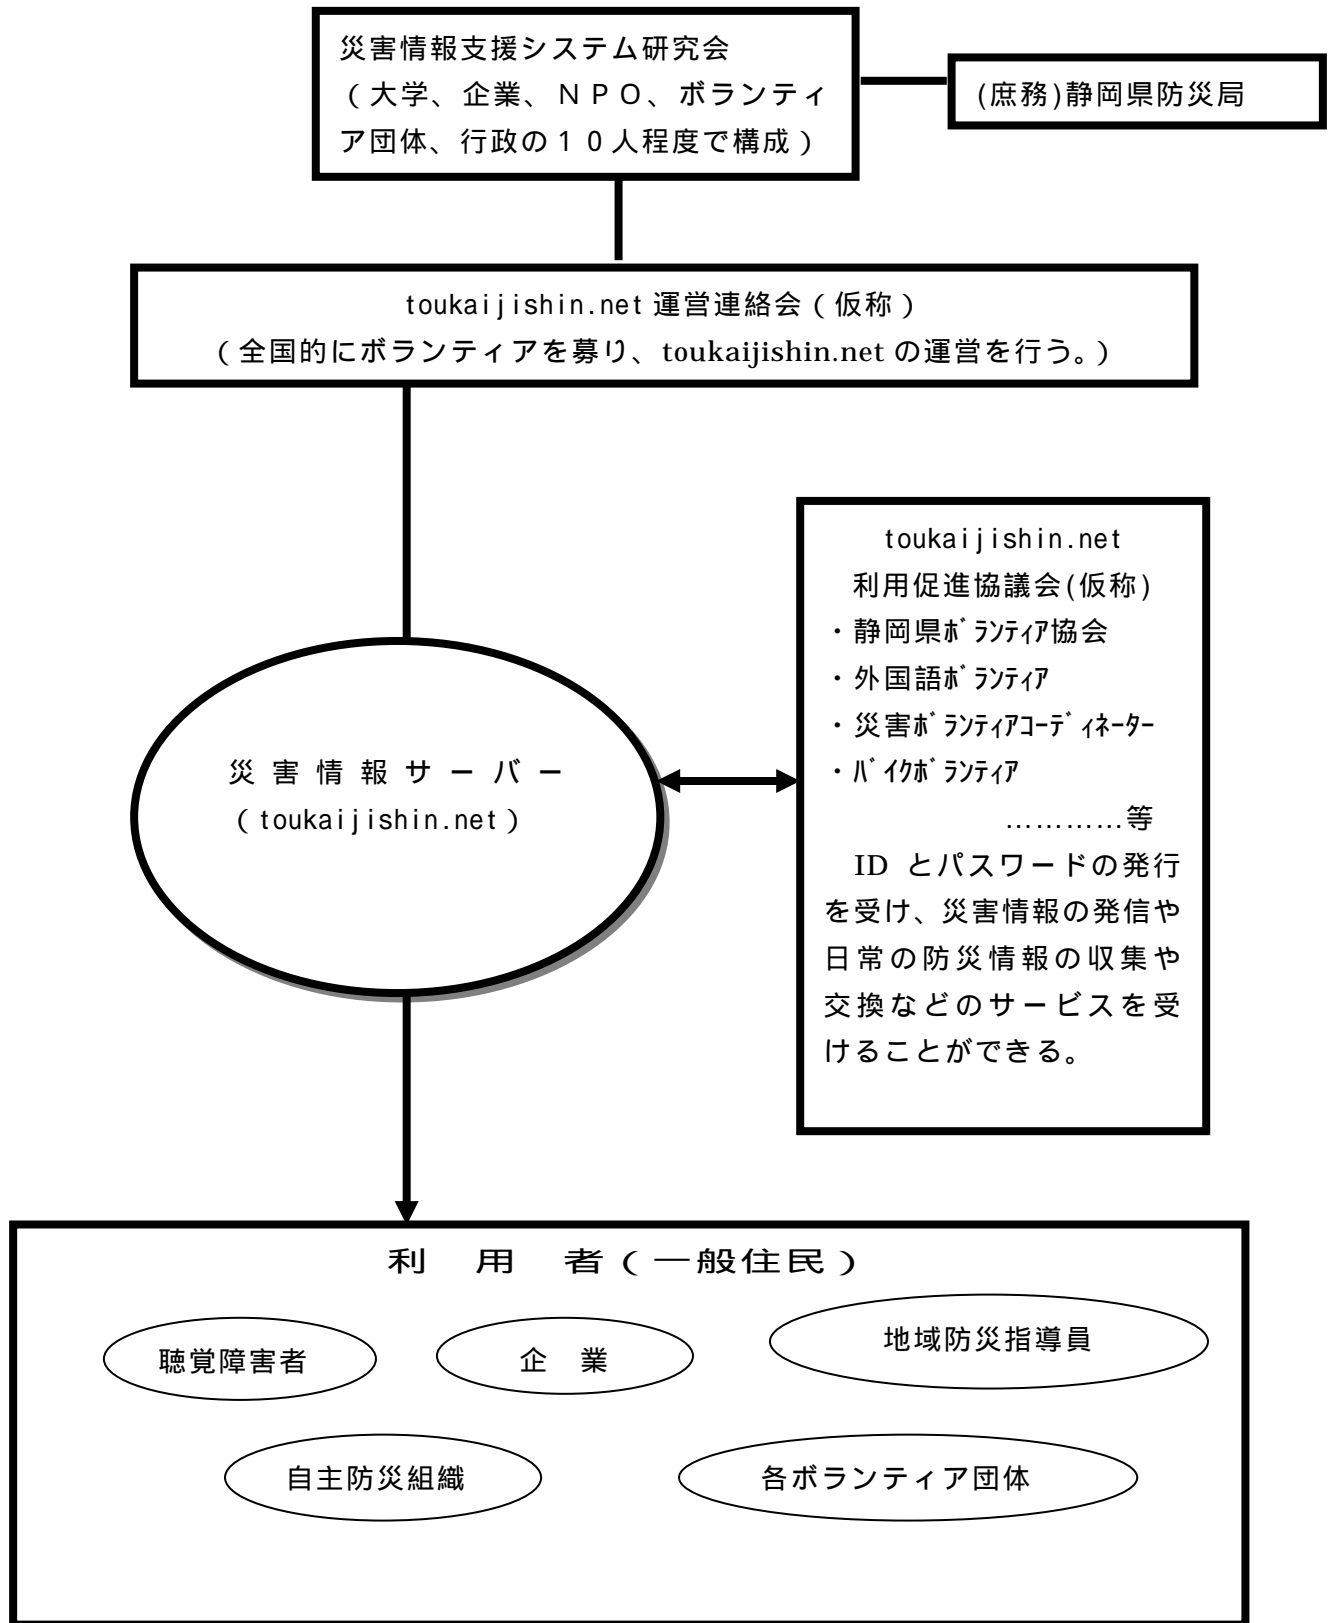 災害情報支援システム研究会
（大学、企業、ＮＰＯ、ボランティ
ア団体、行政の１０人程度で構成）
(庶務)静岡県防災局
toukaijishin.net 運営連絡会（仮称）
（全国的にボランティアを募り、toukaijishin.net の運営を行う。）
toukaijishin.net
利用促進協議会(仮称)
・静岡県ﾎﾞﾗﾝﾃｨｱ協会
・外国語ﾎﾞﾗﾝﾃｨｱ
・災害ﾎﾞﾗﾝﾃｨｱｺｰﾃﾞｨﾈｰﾀｰ
・ﾊﾞｲｸﾎﾞﾗﾝﾃｨｱ
…………等
ID とパスワードの発行
を受け、災害情報の発信や
日常の防災情報の収集や
交換などのサービスを受
けることができる。
災 害 情 報 サ ー バ ー
（toukaijishin.net）
利　用　者（一般住民）
聴覚障害者
企　業
地域防災指導員
自主防災組織
各ボランティア団体